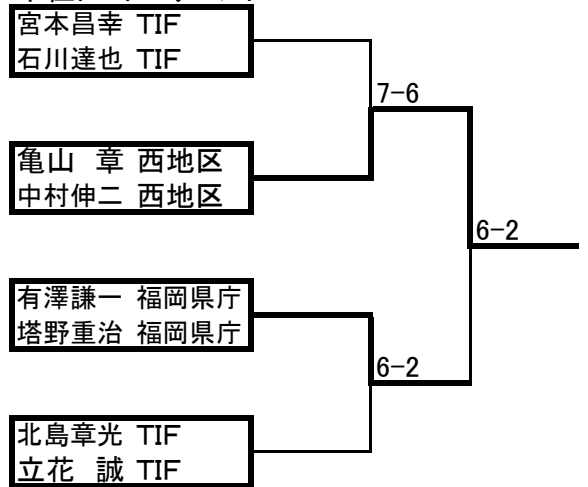 宮本昌幸 TIF
石川達也 TIF
7-6
亀山 章 西地区
中村伸二 西地区
6-2
有澤謙一 福岡県庁
塔野重治 福岡県庁
6-2
北島章光 TIF
立花 誠 TIF